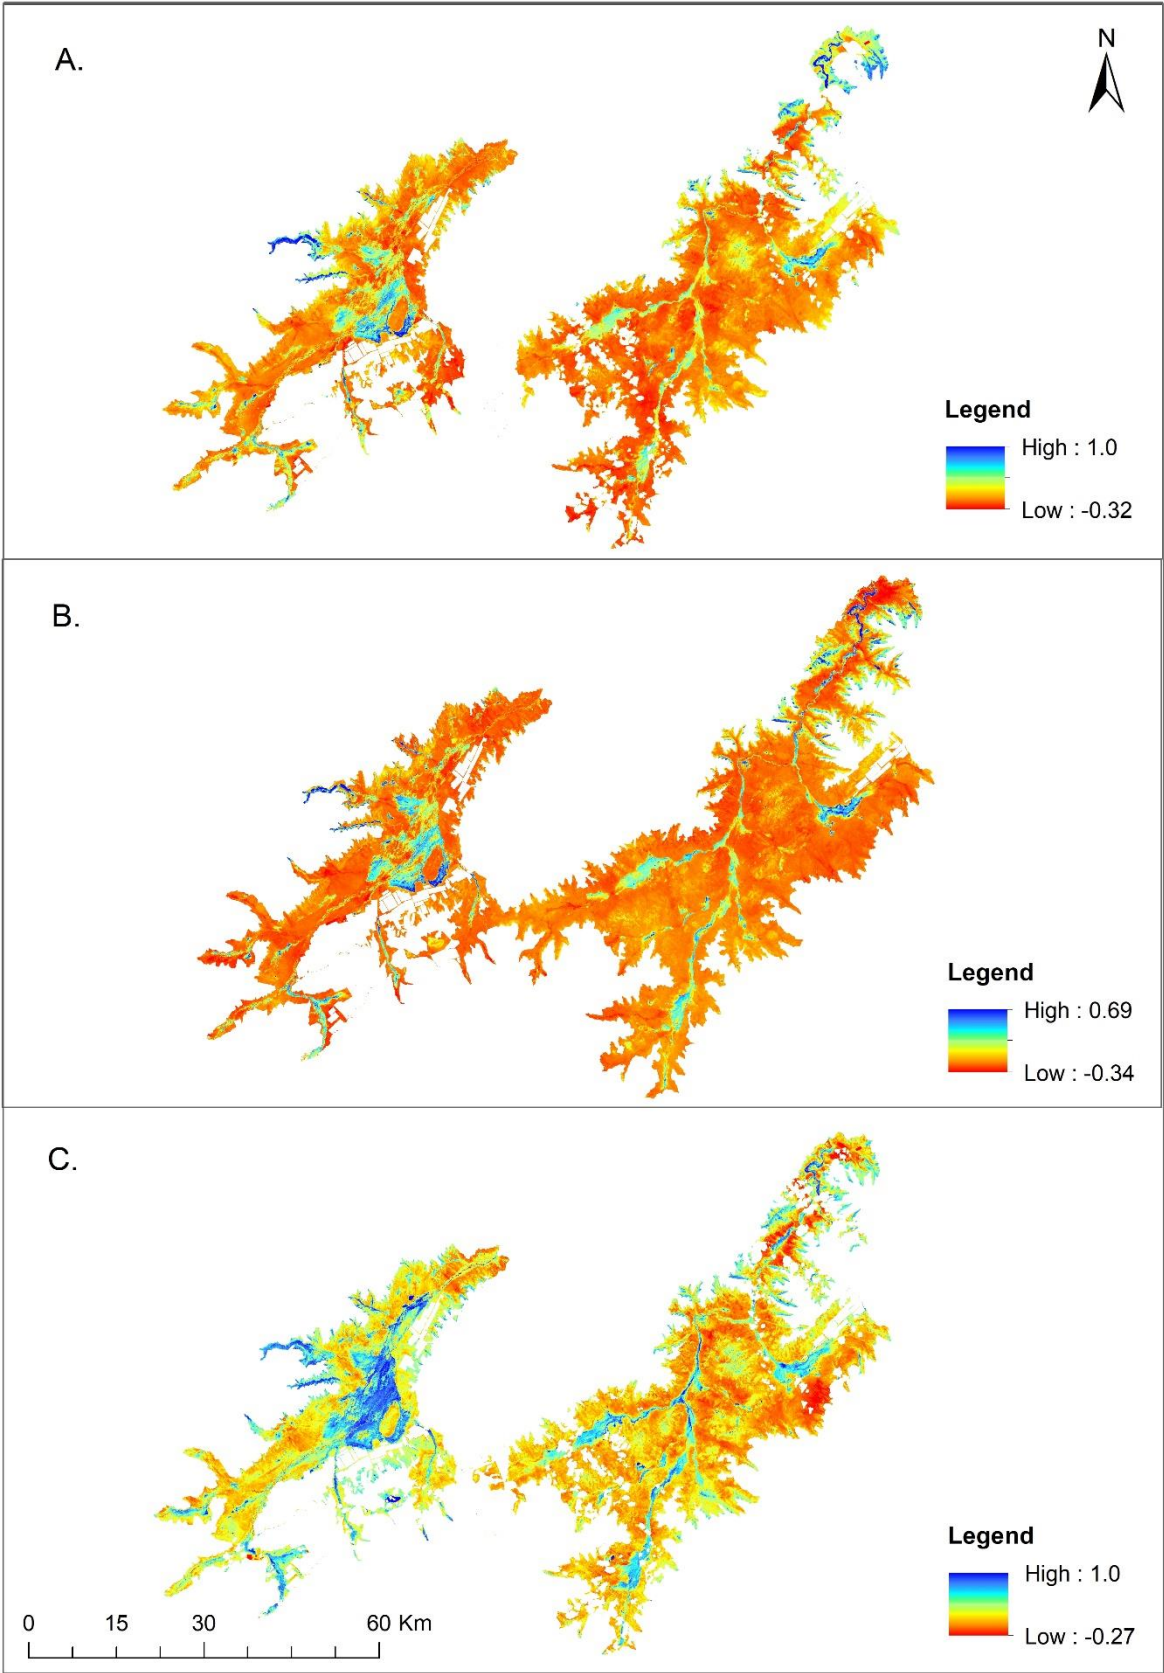 A.
N
Legend
High : 1.0
Low : -0.32
B.
Legend
High : 0.69
Low : -0.34
C.
Legend
High : 1.0
Low : -0.27
0 15 30 60 Km